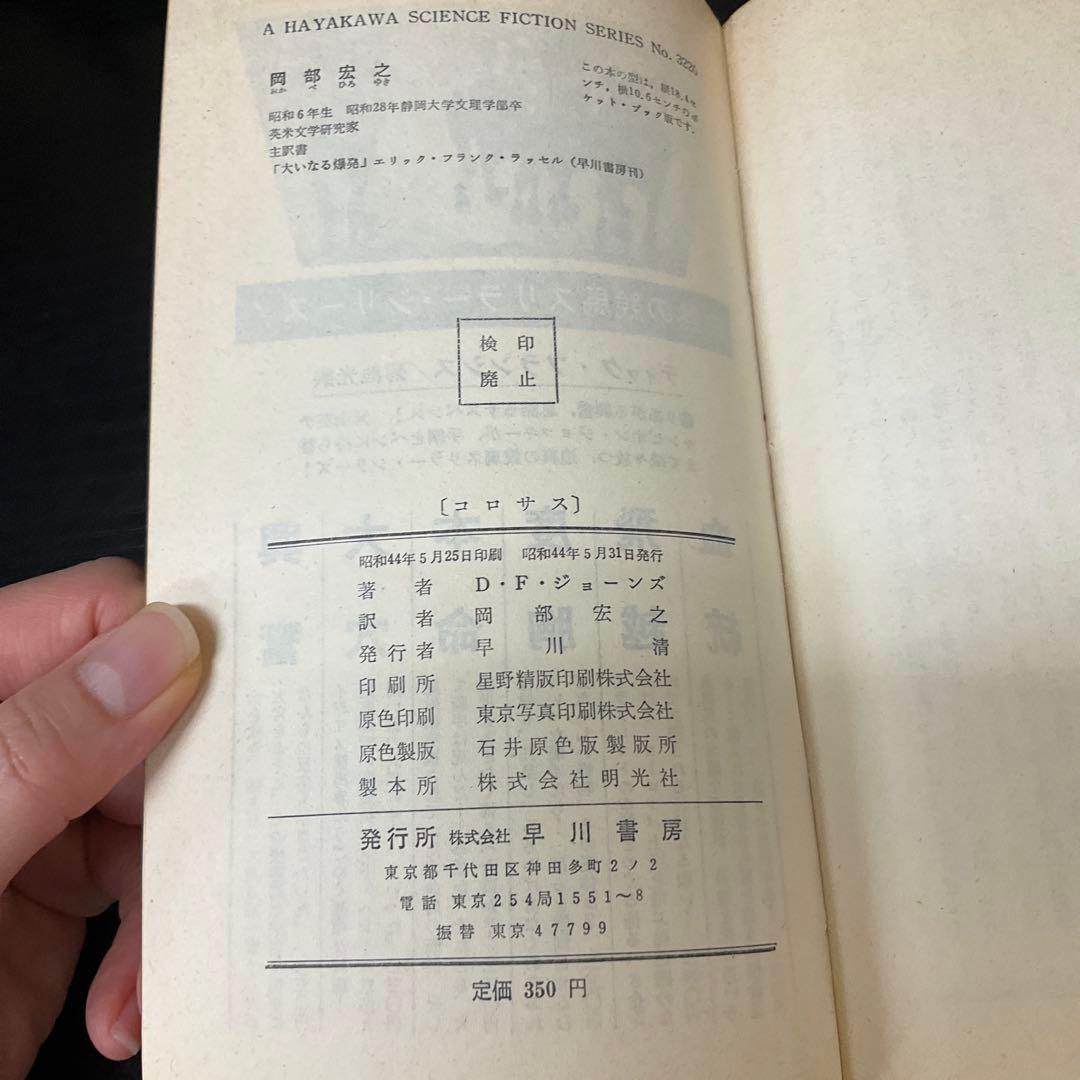 A HAYAKAWA SCIENCE FICTION SERIES No. 3220
岡部宏之
おか べ ひろ ゆき
昭和6年生 昭和28年静岡大学文理学部卒
英米文学研究家
主訳書
「大いなる爆発」エリック・フランク・ラッセル(早川書房刊)
この本の型は,縦18.4セ
ンチ,横10.6センチのポ
ケット・ブック版です.
検印
廃止
〔コロサス〕
昭和44年5月25日印刷 昭和44年5月31日発行
著者 D・F・ジョーンズ
訳者 岡部宏之
発行者 早川清
印刷所 星野精版印刷株式会社
原色印刷 東京写真印刷株式会社
原色製版 石井原色版製版所
製本所 株式会社明光社
発行所 株式会社 早川書房
東京都千代田区神田多町2ノ2
電話 東京254局1551〜8
振替 東京47799
定価 350 円